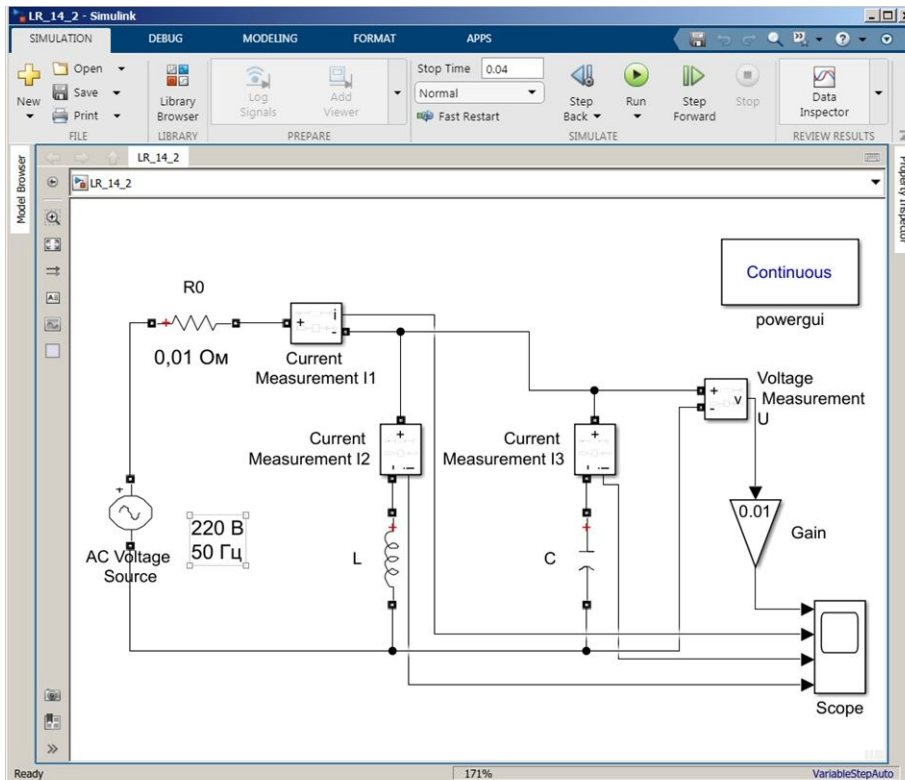 LR_14_2 - Simulink
SIMULATION DEBUG MODELING FORMAT APPS
New
Open
Save
Print
FILE
Library
Browser
LIBRARY
Log
Signals
Add
Viewer
PREPARE
Stop Time 0.04
Normal
Fast Restart
Step
Back
Run
Step
Forward
Stop
SIMULATE
Data
Inspector
REVIEW RESULTS
Model Browser
LR_14_2
LR_14_2
Property Inspector
Continuous
powergui
R0
0,01 Ом
+
i
-
Current
Measurement I1
Current
Measurement I2
+
-
i
Current
Measurement I3
+
-
i
+
-
v
Voltage
Measurement
U
0.01
Gain
+
220 В
50 Гц
AC Voltage
Source
L
C
Scope
Ready
171%
VariableStepAuto